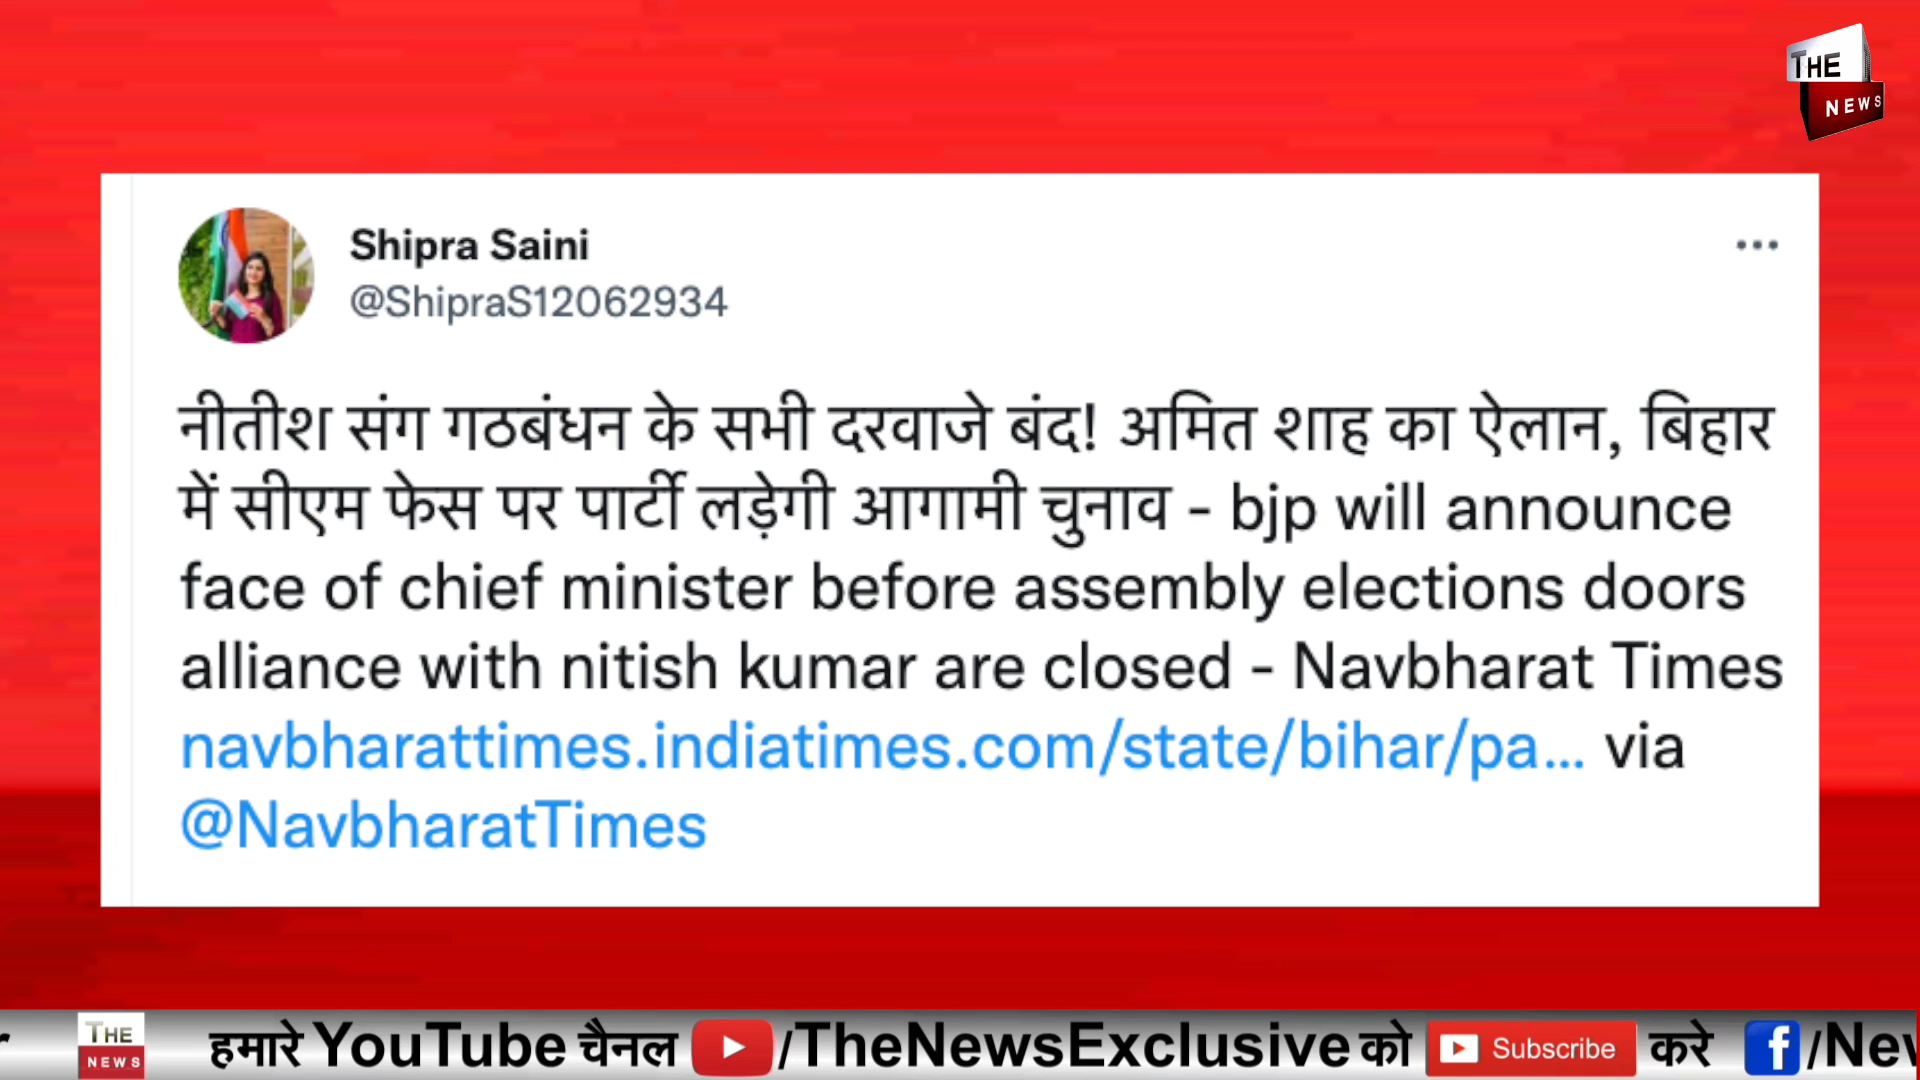 THE
NEWS
Shipra Saini
@ShipraS12062934
नीतीश संग गठबंधन के सभी दरवाजे बंद! अमित शाह का ऐलान, बिहार
में सीएम फेस पर पार्टी लड़ेगी आगामी चुनाव - bjp will announce
face of chief minister before assembly elections doors
alliance with nitish kumar are closed - Navbharat Times
navbharattimes.indiatimes.com/state/bihar/pa... via
@NavbharatTimes
THE
NEWS
हमारे YouTube चैनल /TheNewsExclusive को Subscribe करे f /Nev